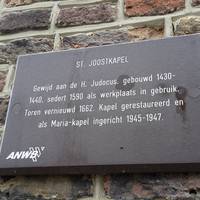 ST. JOOSTKAPEL
Gewijd aan de H. Judocus, gebouwd 1430-
1440, sedert 1590 als werkplaats in gebruik.
Toren vernieuwd 1662. Kapel gerestaureerd en
als Maria-kapel ingericht 1945-1947.
ANWB